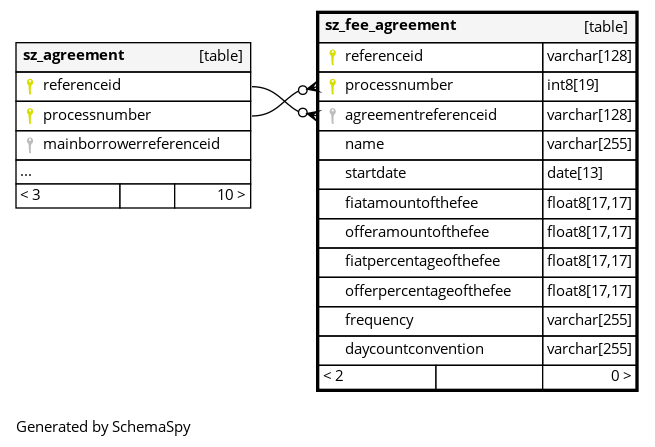 sz_agreement [table]
referenceid
processnumber
mainborrowerreferenceid
...
< 3 10 >
sz_fee_agreement [table]
referenceid varchar[128]
processnumber int8[19]
agreementreferenceid varchar[128]
name varchar[255]
startdate date[13]
fiatamountofthefee float8[17,17]
offeramountofthefee float8[17,17]
fiatpercentageofthefee float8[17,17]
offerpercentageofthefee float8[17,17]
frequency varchar[255]
daycountconvention varchar[255]
< 2 0 >
Generated by SchemaSpy